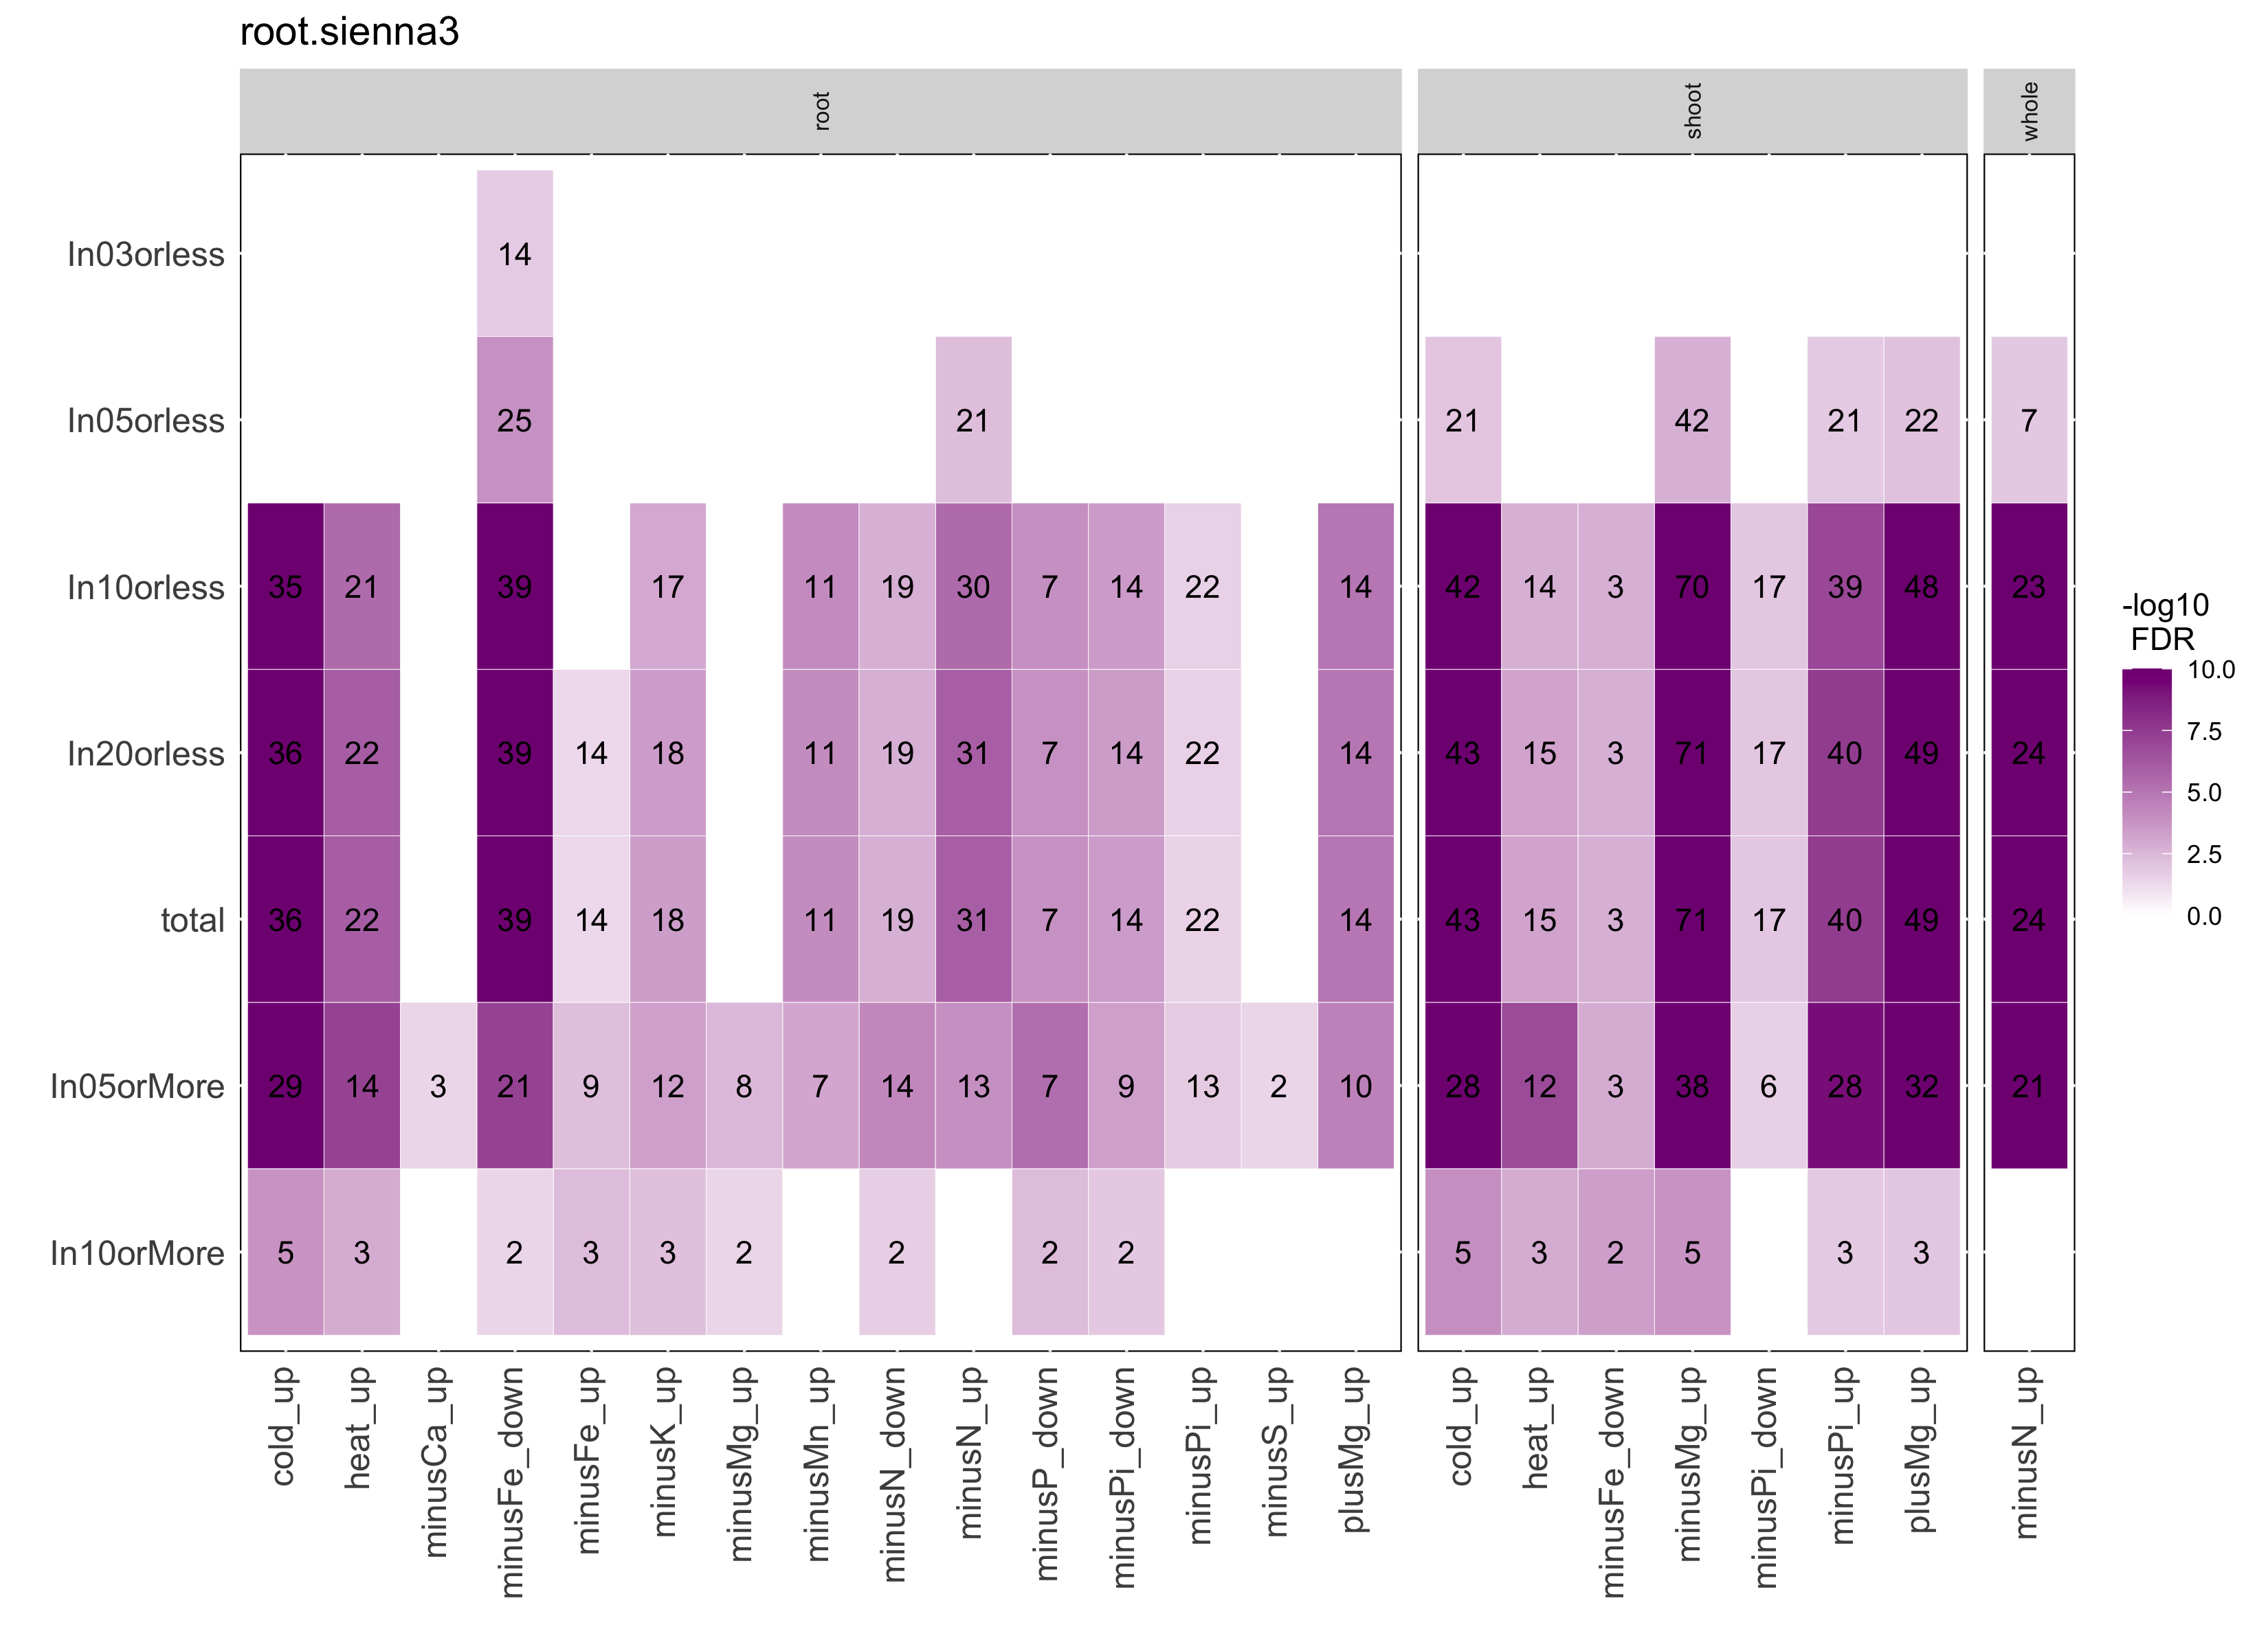 root.sienna3
root shoot whole
In03orless 14
In05orless 25 21 21 42 21 22 7
In10orless 35 21 39 17 11 19 30 7 14 22 14 42 14 3 70 17 39 48 23
In20orless 36 22 39 14 18 11 19 31 7 14 22 14 43 15 3 71 17 40 49 24
total 36 22 39 14 18 11 19 31 7 14 22 14 43 15 3 71 17 40 49 24
In05orMore 29 14 3 21 9 12 8 7 14 13 7 9 13 2 10 28 12 3 38 6 28 32 21
In10orMore 5 3 2 3 3 2 2 2 2 5 3 2 5 3 3
cold_up
heat_up
minusCa_up
minusFe_down
minusFe_up
minusK_up
minusMg_up
minusMn_up
minusN_down
minusN_up
minusP_down
minusPi_down
minusPi_up
minusS_up
plusMg_up
cold_up
heat_up
minusFe_down
minusMg_up
minusPi_down
minusPi_up
plusMg_up
minusN_up
-log10
FDR
10.0
7.5
5.0
2.5
0.0